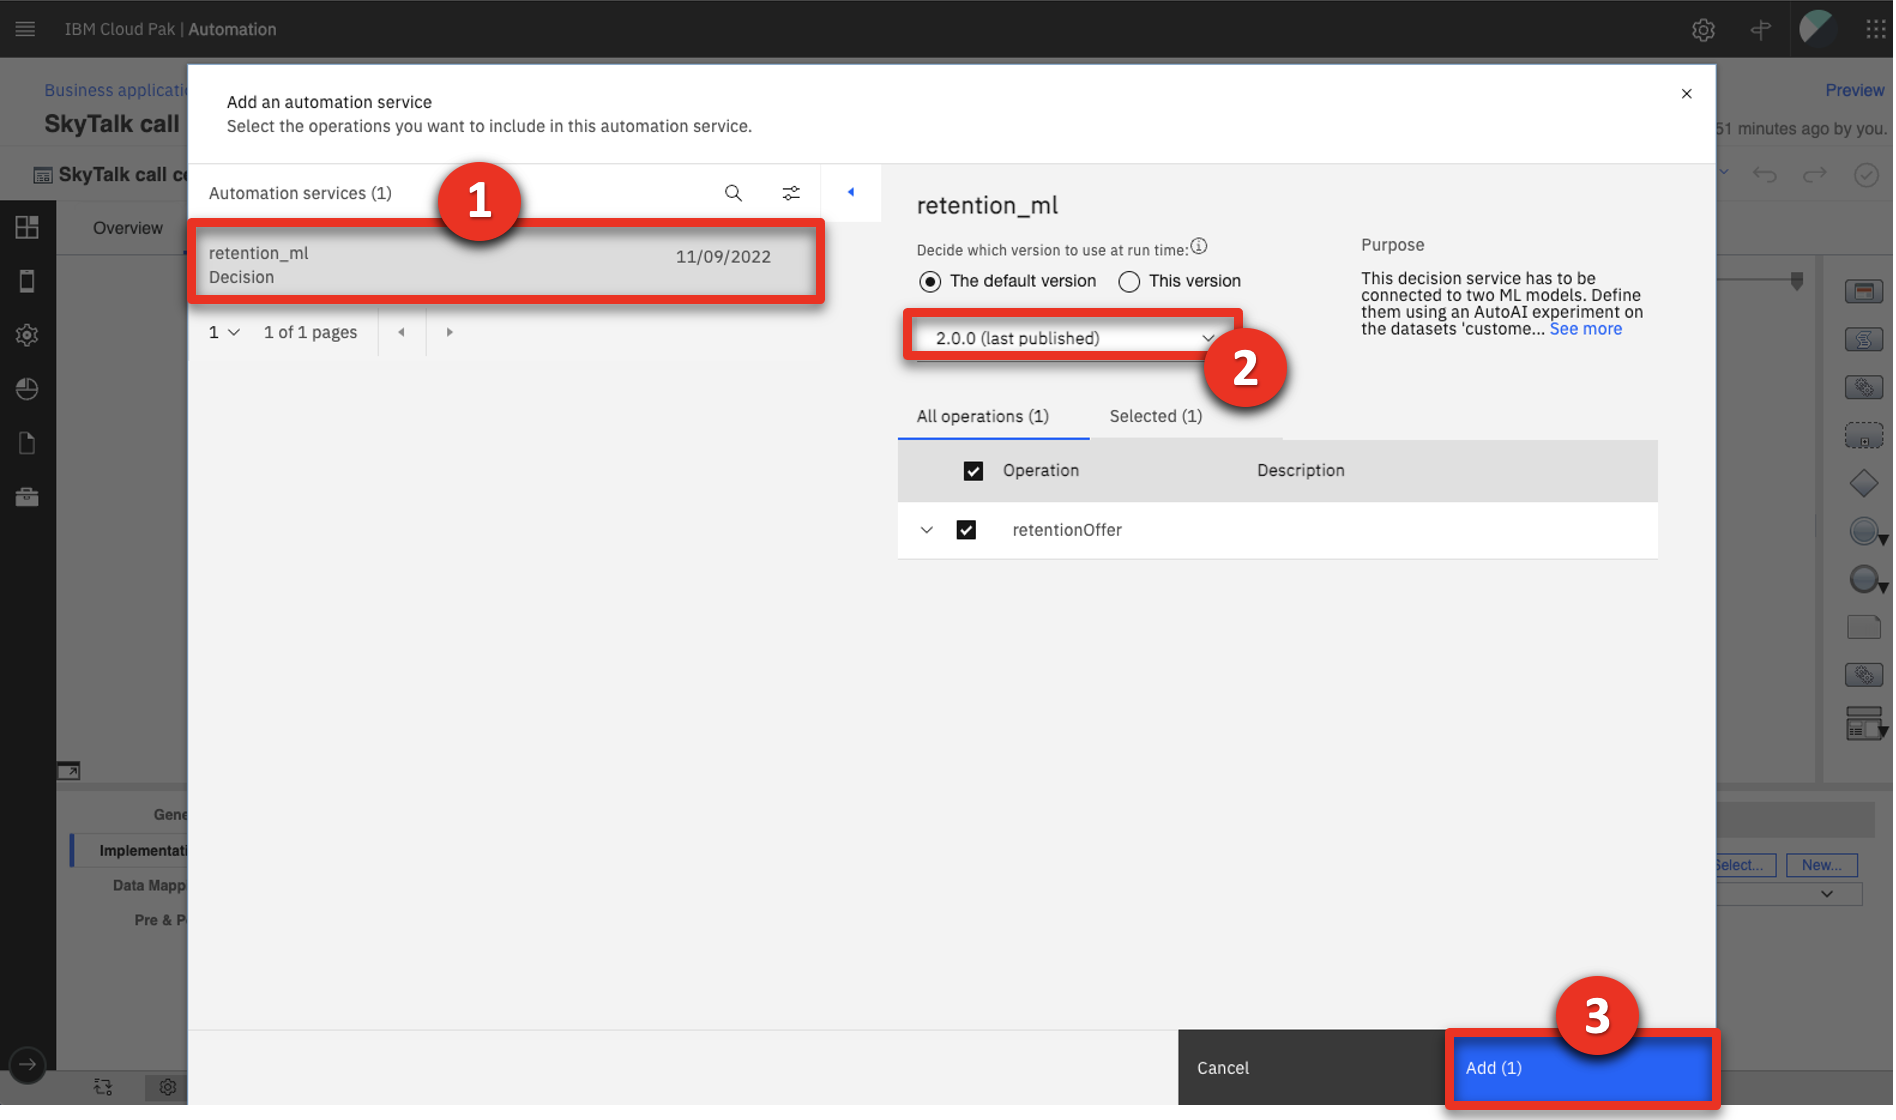 IBM Cloud Pak | Automation
Business applicati
Preview
SkyTalk call
51 minutes ago by you.
SkyTalk call ce
Overview
Add an automation service
Select the operations you want to include in this automation service.
Automation services (1)
1
retention_ml
11/09/2022
Decision
1
1 of 1 pages
retention_ml
Decide which version to use at run time:
The default version
This version
2.0.0 (last published)
2
Purpose
This decision service has to be
connected to two ML models. Define
them using an AutoAI experiment on
the datasets 'custome... See more
All operations (1)
Selected (1)
Operation
Description
retentionOffer
Gene
Implementati
Data Mapp
Pre & P
Select...
New...
3
Cancel
Add (1)